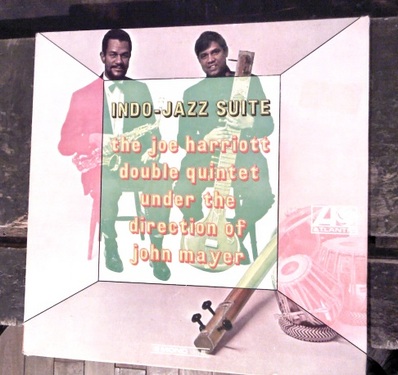 INDO-JAZZ SUITE
the joe harriott
double quintet
under the
direction of
john mayer
ATLANTIC